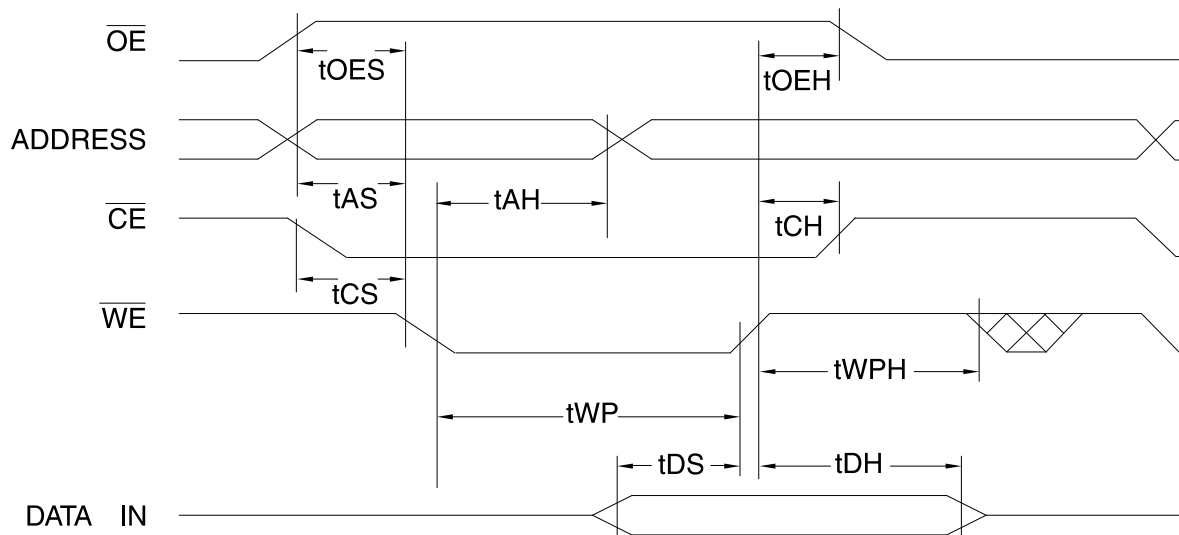 OE
tOES
tOEH
ADDRESS
tAS
tAH
CE
tCH
tCS
WE
tWPH
tWP
tDS
tDH
DATA IN